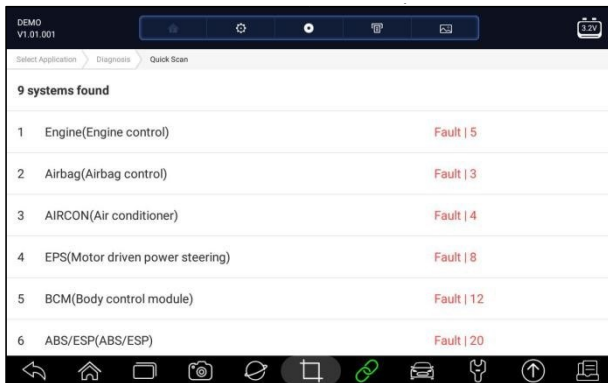 DEMO
V1.01.001
3.2V
Select Application Diagnosis Quick Scan
9 systems found
1 Engine(Engine control) Fault | 5
2 Airbag(Airbag control) Fault | 3
3 AIRCON(Air conditioner) Fault | 4
4 EPS(Motor driven power steering) Fault | 8
5 BCM(Body control module) Fault | 12
6 ABS/ESP(ABS/ESP) Fault | 20